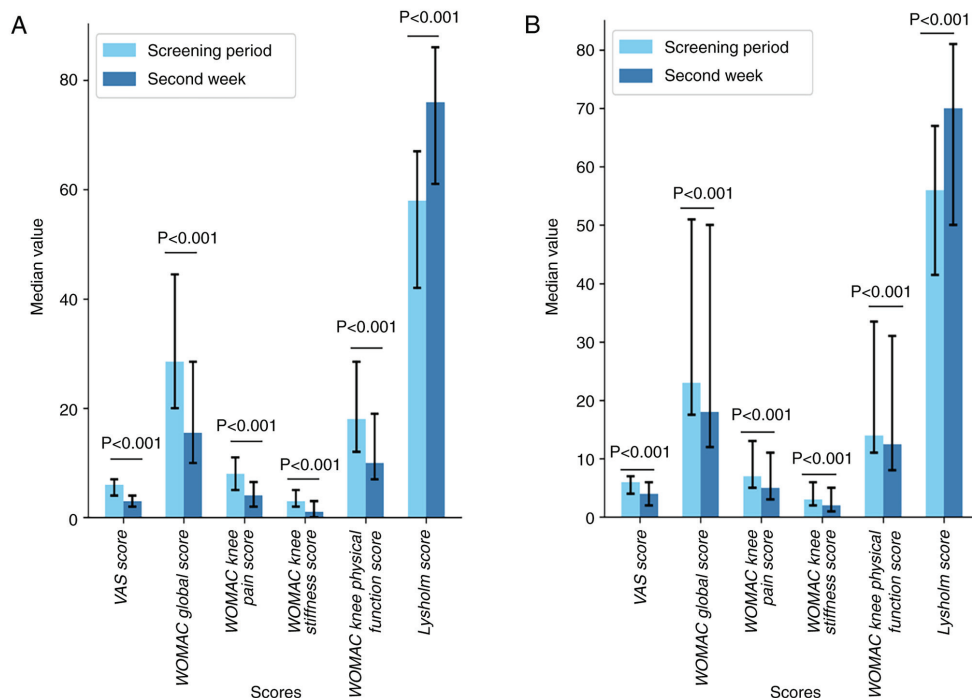 A
P<0.001
Screening period
Second week
80
60
P<0.001
Median value
40
P<0.001
20
P<0.001
P<0.001
P<0.001
0
VAS score
WOMAC global score
WOMAC knee
pain score
WOMAC knee
stiffness score
WOMAC knee physical
function score
Lysholm score
Scores
B
P<0.001
Screening period
Second week
80
70
60
P<0.001
50
Median value
40
P<0.001
30
20
P<0.001
P<0.001
P<0.001
10
0
VAS score
WOMAC global score
WOMAC knee
pain score
WOMAC knee
stiffness score
WOMAC knee physical
function score
Lysholm score
Scores